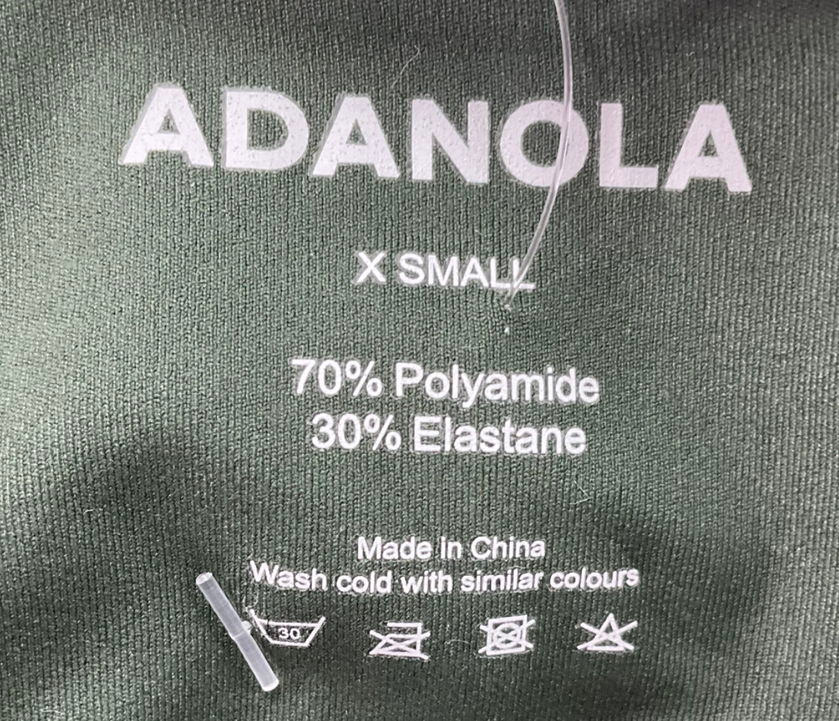 ADANOLA
X SMALL
70% Polyamide
30% Elastane
Made in China
Wash cold with similar colours
30